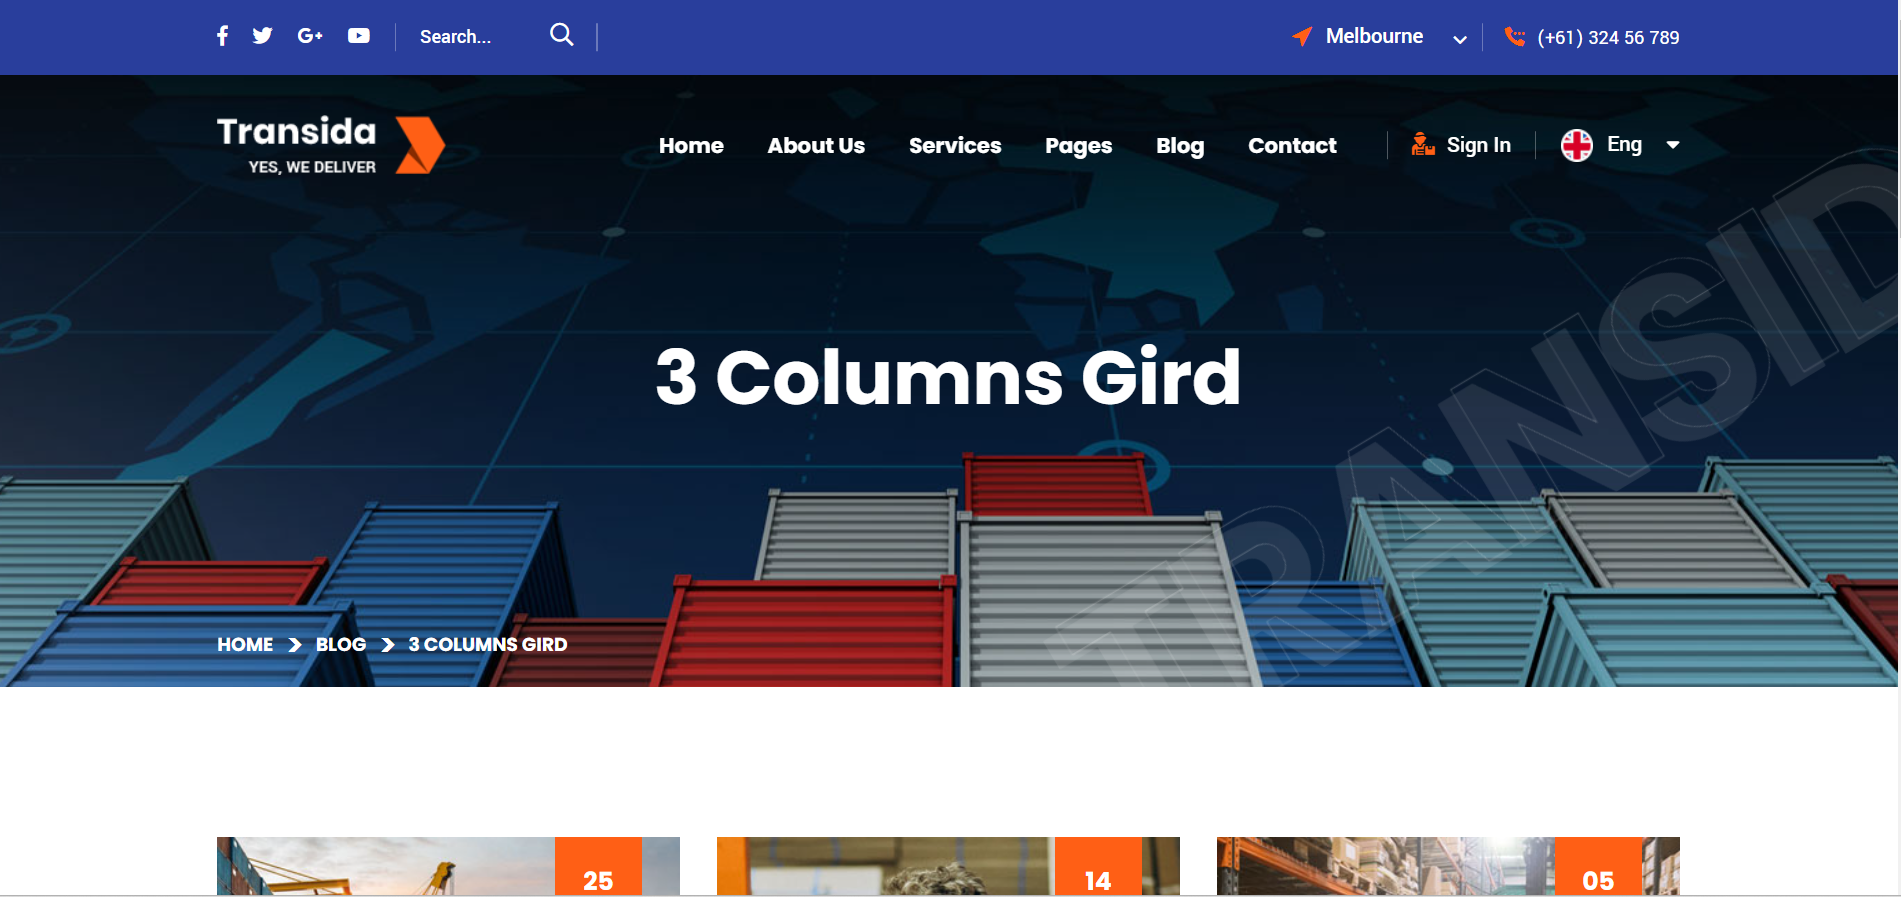 Search...
Melbourne
(+61) 324 56 789
Transida
YES, WE DELIVER
Home
About Us
Services
Pages
Blog
Contact
Sign In
Eng
TRANSID
3 Columns Gird
HOME
BLOG
3 COLUMNS GIRD
25
14
05